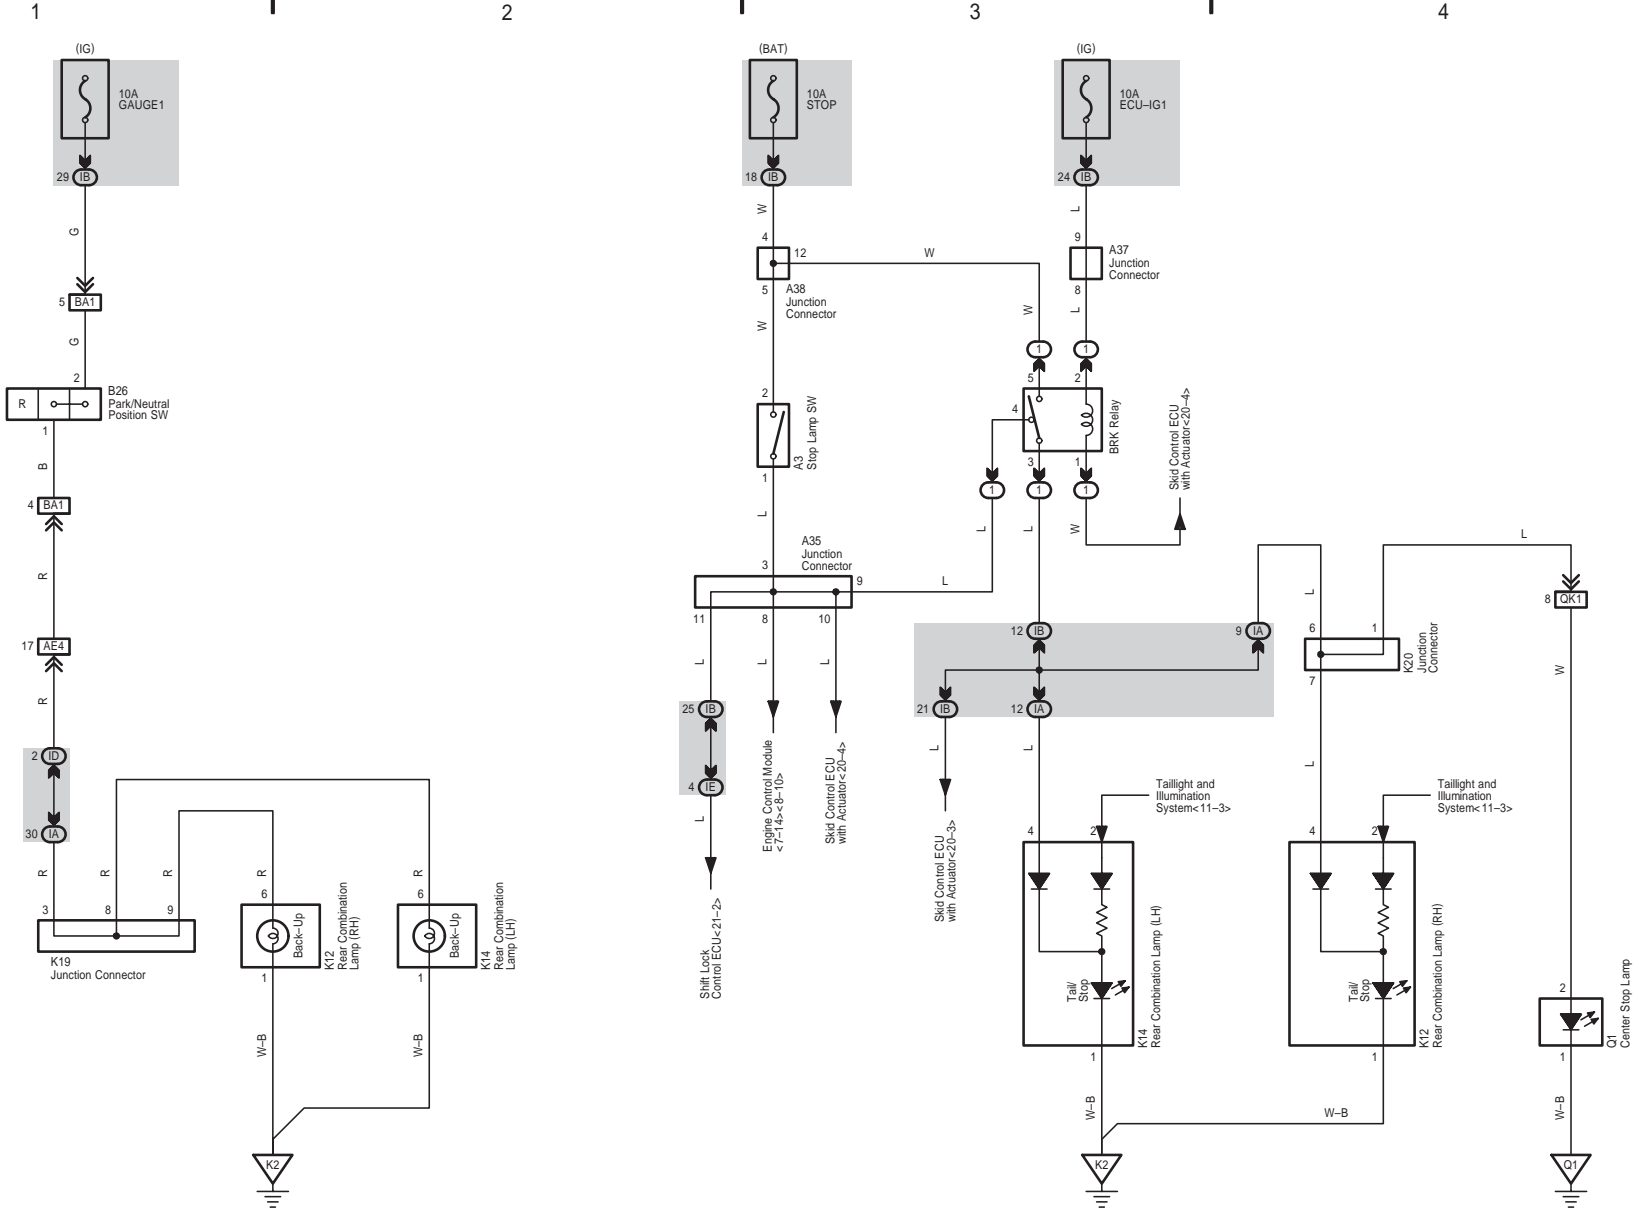 1
2
3
4
(IG)
10A
GAUGE1
29 IB
G
5 BA1
G
2
R
B26
Park/Neutral
Position SW
1
B
4 BA1
R
17 AE4
R
2 ID
30 IA
R
R
R
R
R
3
8
9
K19
Junction Connector
6
Back–Up
K12
Rear Combination
Lamp (RH)
1
W–B
6
Back–Up
K14
Rear Combination
Lamp (LH)
1
W–B
K2
(BAT)
10A
STOP
18 IB
W
4
12
W
5
A38
Junction
Connector
W
W
2
A3
Stop Lamp SW
1
L
A35
Junction
Connector
3
9
L
11
8
10
L
L
L
25 IB
4 IE
L
Shift Lock
Control ECU<21–2>
Engine Control Module
<7–14><8–10>
Skid Control ECU
with Actuator<20–4>
(IG)
10A
ECU–IG1
24 IB
L
9
A37
Junction
Connector
8
L
1
1
5
2
4
BRK Relay
3
1
1
1
1
L
L
W
Skid Control ECU
with Actuator<20–4>
12 IB
9 IA
21 IB
12 IA
L
L
Skid Control ECU
with Actuator<20–3>
Taillight and
Illumination
System<11–3>
4
2
Tail/
Stop
K14
Rear Combination Lamp (LH)
1
W–B
K2
L
6
1
K20
Junction
Connector
7
L
Taillight and
Illumination
System<11–3>
4
2
Tail/
Stop
K12
Rear Combination Lamp (RH)
1
W–B
L
8 QK1
W
2
Q1
Center Stop Lamp
1
W–B
Q1